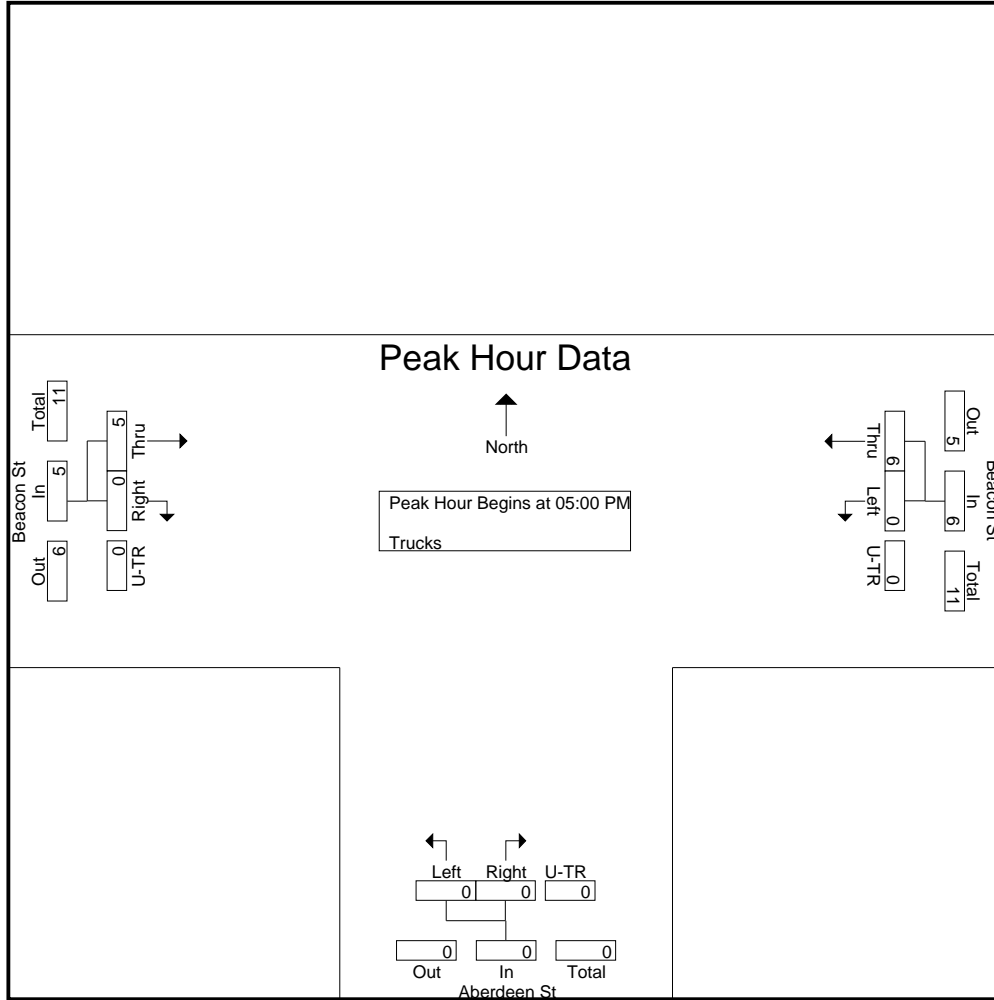 Peak Hour Data
North
Peak Hour Begins at 05:00 PM
Trucks
Beacon St
Total
11
In
5
Out
6
5
Thru
0
Right
0
U-TR
Thru
6
Left
0
U-TR
0
Out
5
In
6
Total
11
Beacon St
Left
Right
U-TR
0
0
0
0
0
0
Out
In
Total
Aberdeen St